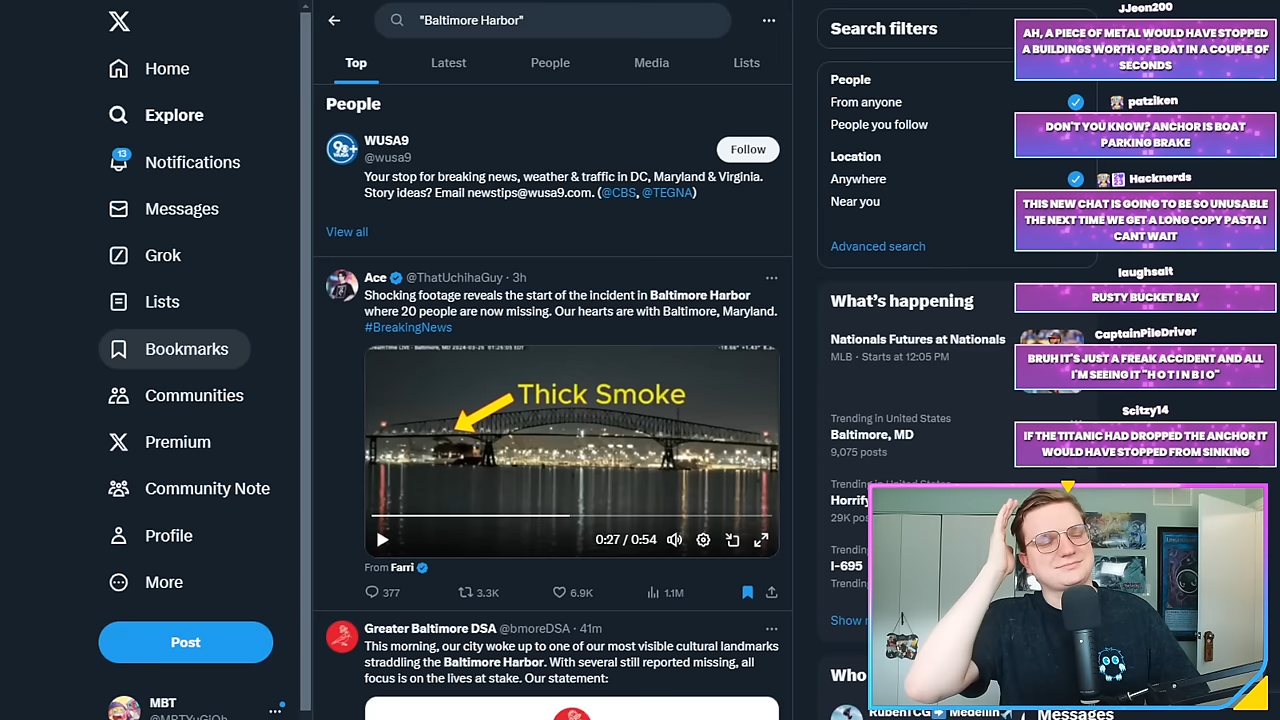 Home
Explore
13
Notifications
Messages
Grok
Lists
Bookmarks
Communities
Premium
Community Note
Profile
More
Post
MBT
"Baltimore Harbor"
Top
Latest
People
Media
Lists
People
WUSA9
@wusa9
Follow
Your stop for breaking news, weather & traffic in DC, Maryland & Virginia.
Story ideas? Email newstips@wusa9.com. (@CBS, @TEGNA)
View all
Ace @ThatUchihaGuy · 3h
Shocking footage reveals the start of the incident in Baltimore Harbor
where 20 people are now missing. Our hearts are with Baltimore, Maryland.
#BreakingNews
Thick Smoke
0:27 / 0:54
From Farri
377
3.3K
6.9K
1.1M
Greater Baltimore DSA @bmoreDSA · 41m
This morning, our city woke up to one of our most visible cultural landmarks
straddling the Baltimore Harbor. With several still reported missing, all
focus is on the lives at stake. Our statement:
Search filters
People
From anyone
People you follow
Location
Anywhere
Near you
Advanced search
What's happening
Nationals Futures at Nationals
MLB · Starts at 12:05 PM
Trending in United States
Baltimore, MD
9,075 posts
Horrify
29K
I-695
Trending
Show
Who
Messages
JJeon200
AH, A PIECE OF METAL WOULD HAVE STOPPED
A BUILDINGS WORTH OF BOAT IN A COUPLE OF
SECONDS
patziken
DON'T YOU KNOW? ANCHOR IS BOAT
PARKING BRAKE
Hacknerds
THIS NEW CHAT IS GOING TO BE SO UNUSABLE
THE NEXT TIME WE GET A LONG COPY PASTA I
CANT WAIT
laughsalt
RUSTY BUCKET BAY
CaptainPileDriver
BRUH IT'S JUST A FREAK ACCIDENT AND ALL
I'M SEEING IT "H O T I N B I O"
Scitzy14
IF THE TITANIC HAD DROPPED THE ANCHOR IT
WOULD HAVE STOPPED FROM SINKING